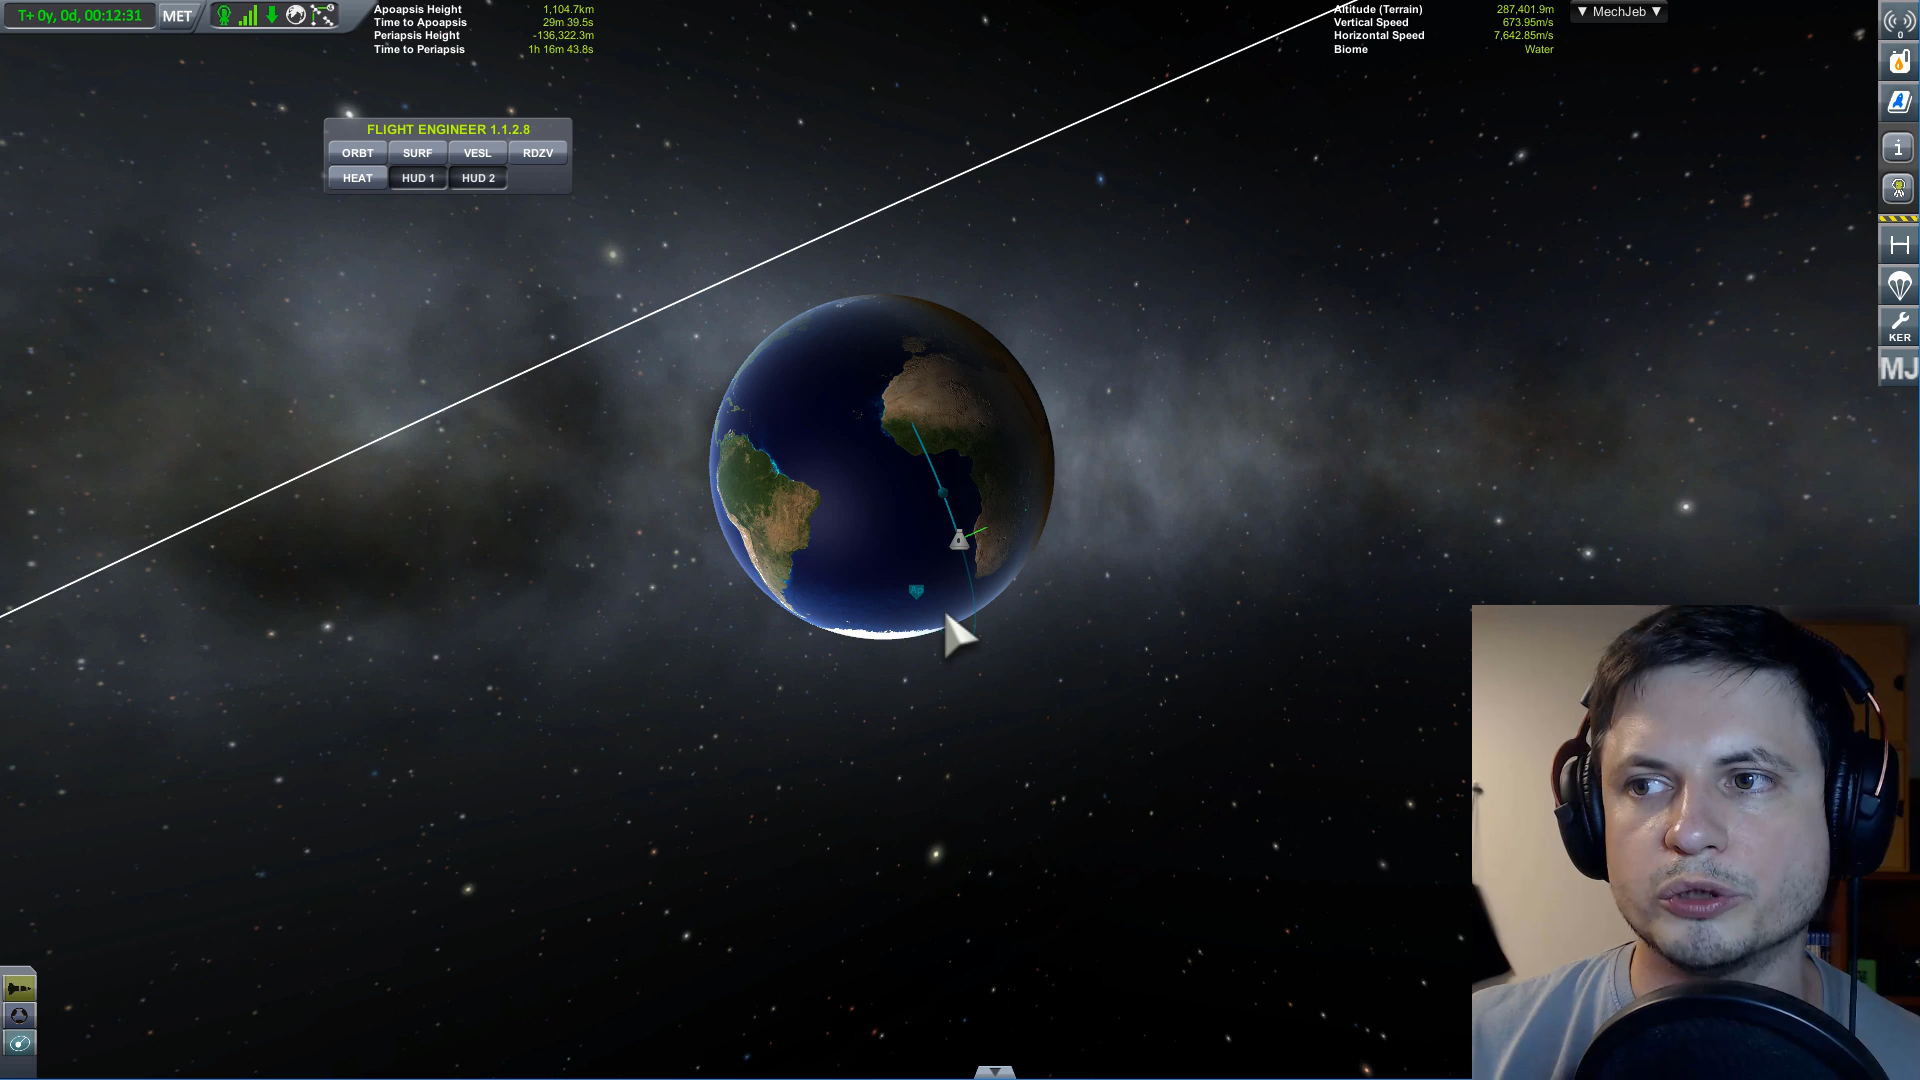 T+ 0y, 0d, 00:12:31
MET
Apoapsis Height 1,104.7km
Time to Apoapsis 29m 39.5s
Periapsis Height -136,322.3m
Time to Periapsis 1h 16m 43.8s
Altitude (Terrain) 287,401.9m
Vertical Speed 673.95m/s
Horizontal Speed 7,642.85m/s
Biome Water
▼ MechJeb ▼
0
FLIGHT ENGINEER 1.1.2.8
ORBT SURF VESL RDZV
HEAT HUD 1 HUD 2
Ap
KER
MJ